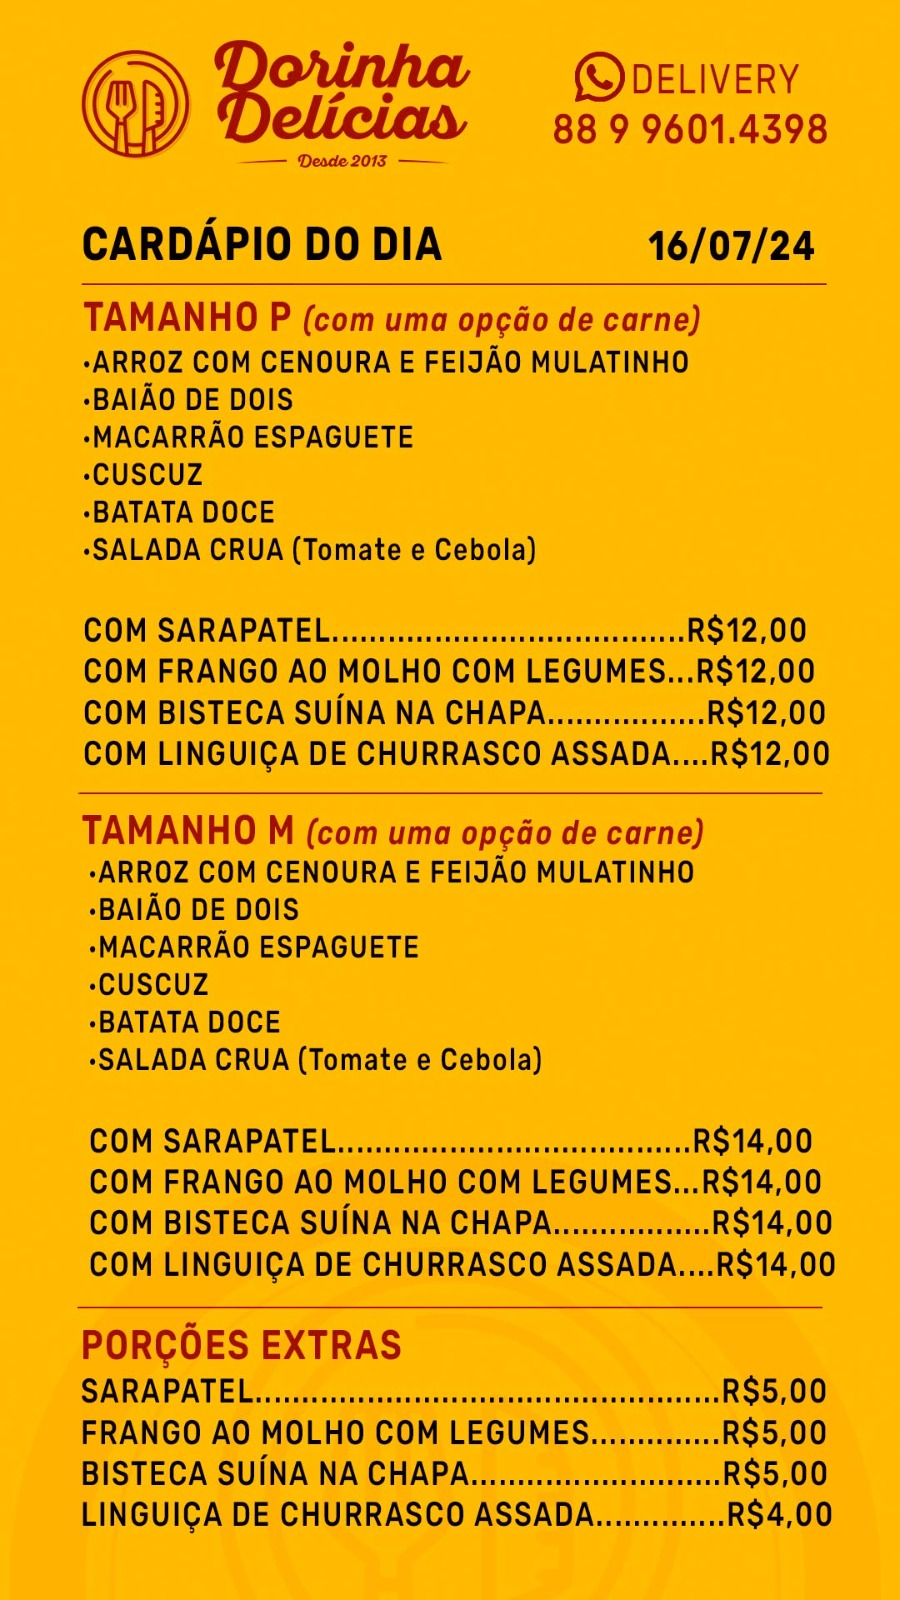 Dorinha
Delícias
Desde 2013
DELIVERY
88 9 9601.4398
CARDÁPIO DO DIA 16/07/24
TAMANHO P (com uma opção de carne)
·ARROZ COM CENOURA E FEIJÃO MULATINHO
·BAIÃO DE DOIS
·MACARRÃO ESPAGUETE
·CUSCUZ
·BATATA DOCE
·SALADA CRUA (Tomate e Cebola)
COM SARAPATEL......................................R$12,00
COM FRANGO AO MOLHO COM LEGUMES...R$12,00
COM BISTECA SUÍNA NA CHAPA.................R$12,00
COM LINGUIÇA DE CHURRASCO ASSADA....R$12,00
TAMANHO M (com uma opção de carne)
·ARROZ COM CENOURA E FEIJÃO MULATINHO
·BAIÃO DE DOIS
·MACARRÃO ESPAGUETE
·CUSCUZ
·BATATA DOCE
·SALADA CRUA (Tomate e Cebola)
COM SARAPATEL......................................R$14,00
COM FRANGO AO MOLHO COM LEGUMES...R$14,00
COM BISTECA SUÍNA NA CHAPA.................R$14,00
COM LINGUIÇA DE CHURRASCO ASSADA....R$14,00
PORÇÕES EXTRAS
SARAPATEL..................................................R$5,00
FRANGO AO MOLHO COM LEGUMES..............R$5,00
BISTECA SUÍNA NA CHAPA...........................R$5,00
LINGUIÇA DE CHURRASCO ASSADA..............R$4,00